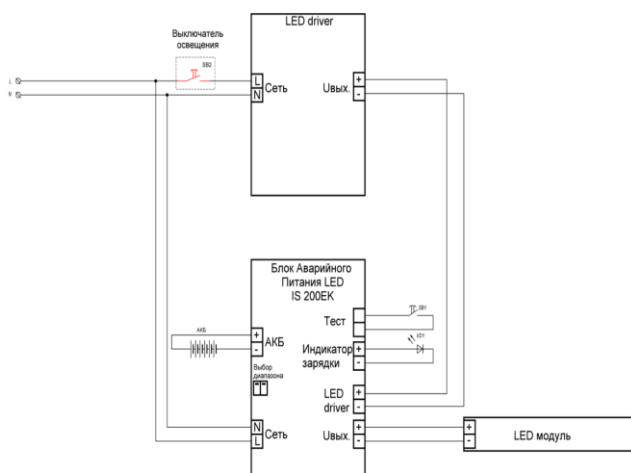 LED driver
Выключатель
освещения
SB2
L
N
L
N
Сеть
Uвых.
+
-
Блок Аварийного
Питания LED
IS 200EK
Тест
SB1
АКБ
+
-
АКБ
Индикатор
зарядки
+
-
VD1
Выбор
диапазона
LED
driver
+
-
N
L
Сеть
Uвых.
+
-
+
-
LED модуль